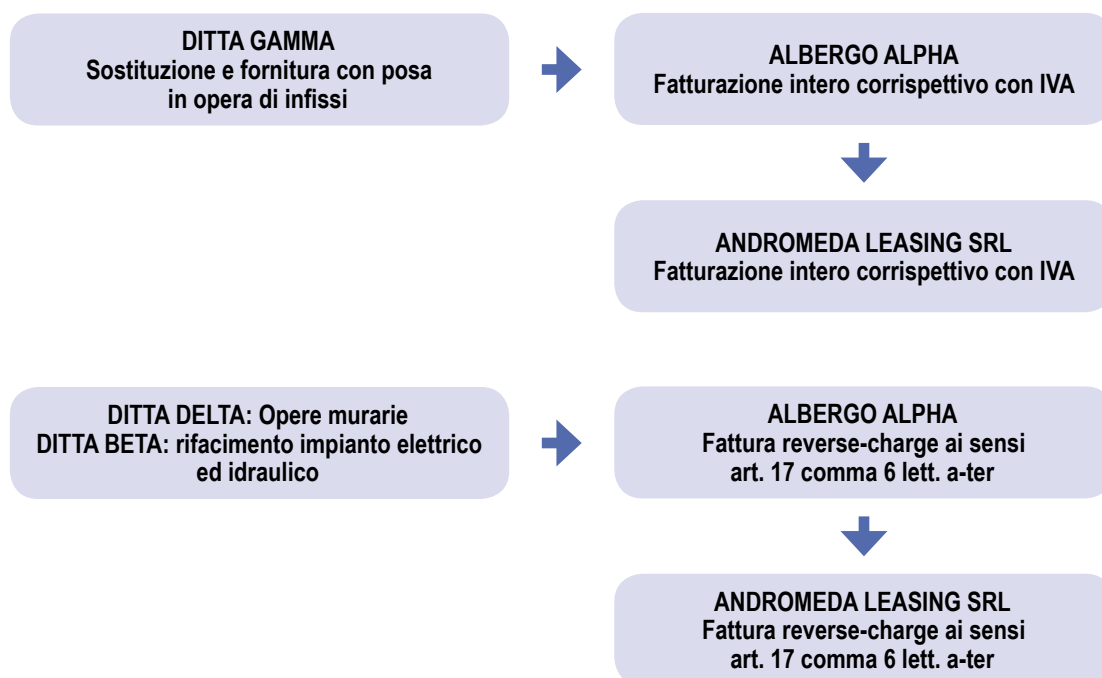 DITTA GAMMA
Sostituzione e fornitura con posa
in opera di infissi
ALBERGO ALPHA
Fatturazione intero corrispettivo con IVA
ANDROMEDA LEASING SRL
Fatturazione intero corrispettivo con IVA
DITTA DELTA: Opere murarie
DITTA BETA: rifacimento impianto elettrico
ed idraulico
ALBERGO ALPHA
Fattura reverse-charge ai sensi
art. 17 comma 6 lett. a-ter
ANDROMEDA LEASING SRL
Fattura reverse-charge ai sensi
art. 17 comma 6 lett. a-ter